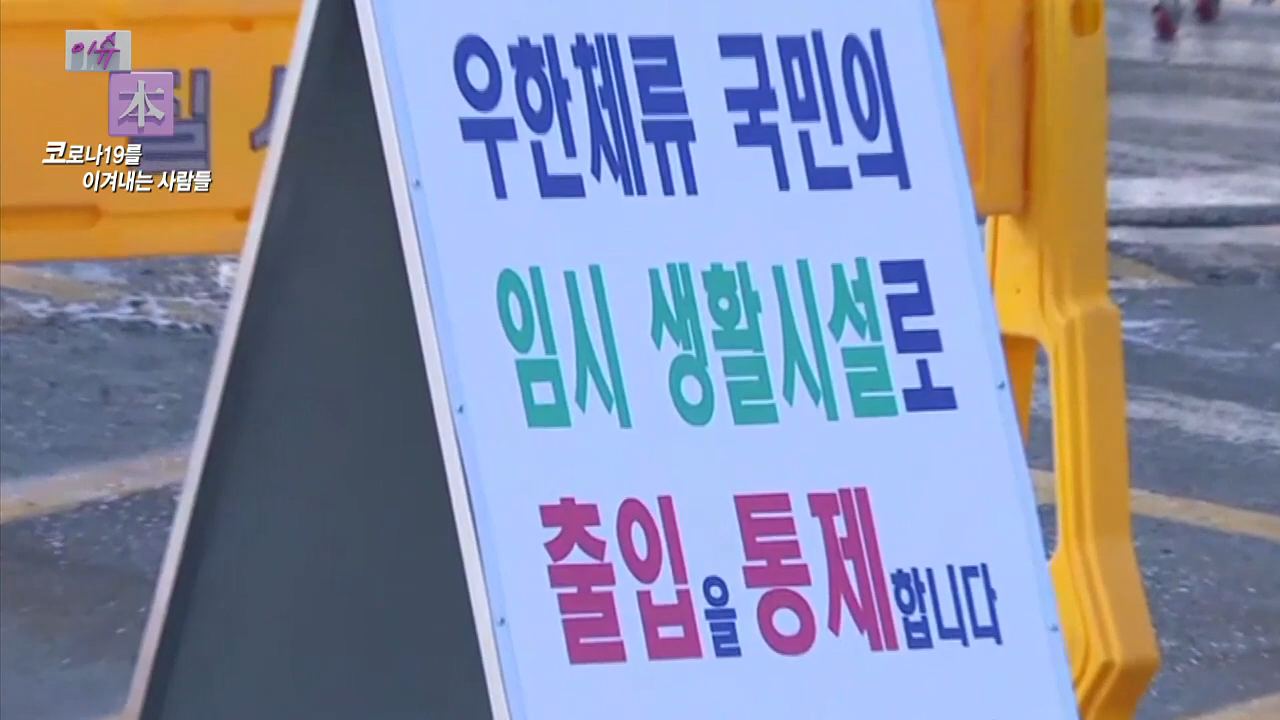 이슈
本
코로나19를
이겨내는 사람들
우한체류 국민의
임시 생활시설로
출입을통제합니다